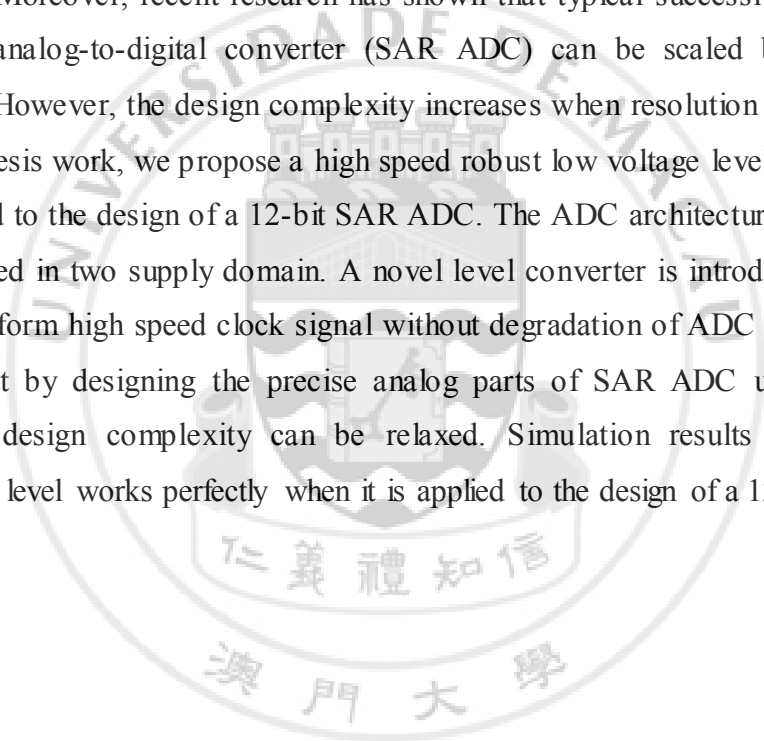 Moreover, recent research has shown that typical successi
analog-to-digital converter (SAR ADC) can be scaled b
However, the design complexity increases when resolution
esis work, we propose a high speed robust low voltage leve
d to the design of a 12-bit SAR ADC. The ADC architectur
ed in two supply domain. A novel level converter is introd
form high speed clock signal without degradation of ADC
t by designing the precise analog parts of SAR ADC u
design complexity can be relaxed. Simulation results
level works perfectly when it is applied to the design of a 1
UNIVERSIDADE DE MACAU
仁義禮知信
澳門大學